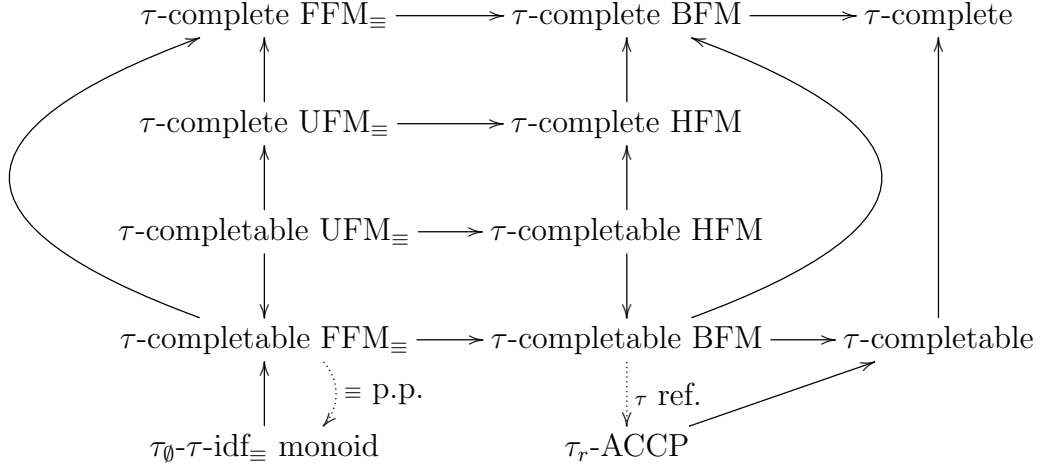 τ-complete FFM≡ τ-complete BFM τ-complete
τ-complete UFM≡ τ-complete HFM
τ-completable UFM≡ τ-completable HFM
τ-completable FFM≡ τ-completable BFM τ-completable
≡ p.p. τ ref.
τ∅-τ-idf≡ monoid τr-ACCP